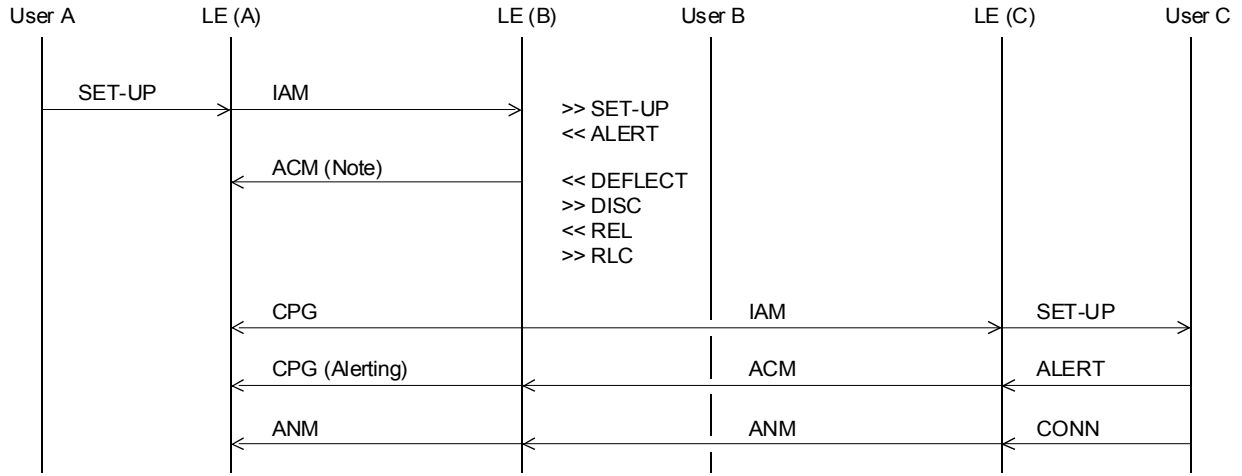 User A LE (A) LE (B) User B LE (C) User C
SET-UP IAM
>> SET-UP
<< ALERT
ACM (Note)
<< DEFLECT
>> DISC
<< REL
>> RLC
CPG IAM SET-UP
CPG (Alerting) ACM ALERT
ANM ANM CONN